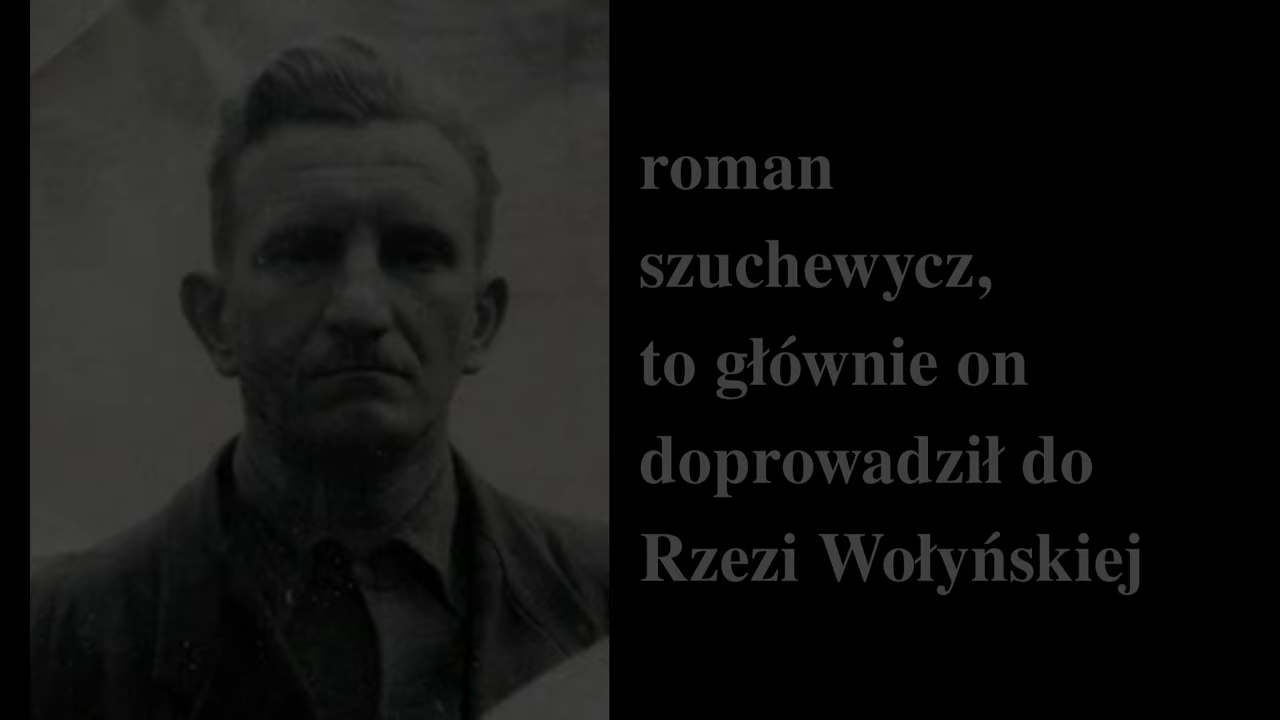 roman
szuchewycz,
to głównie on
doprowadził do
Rzezi Wołyńskiej